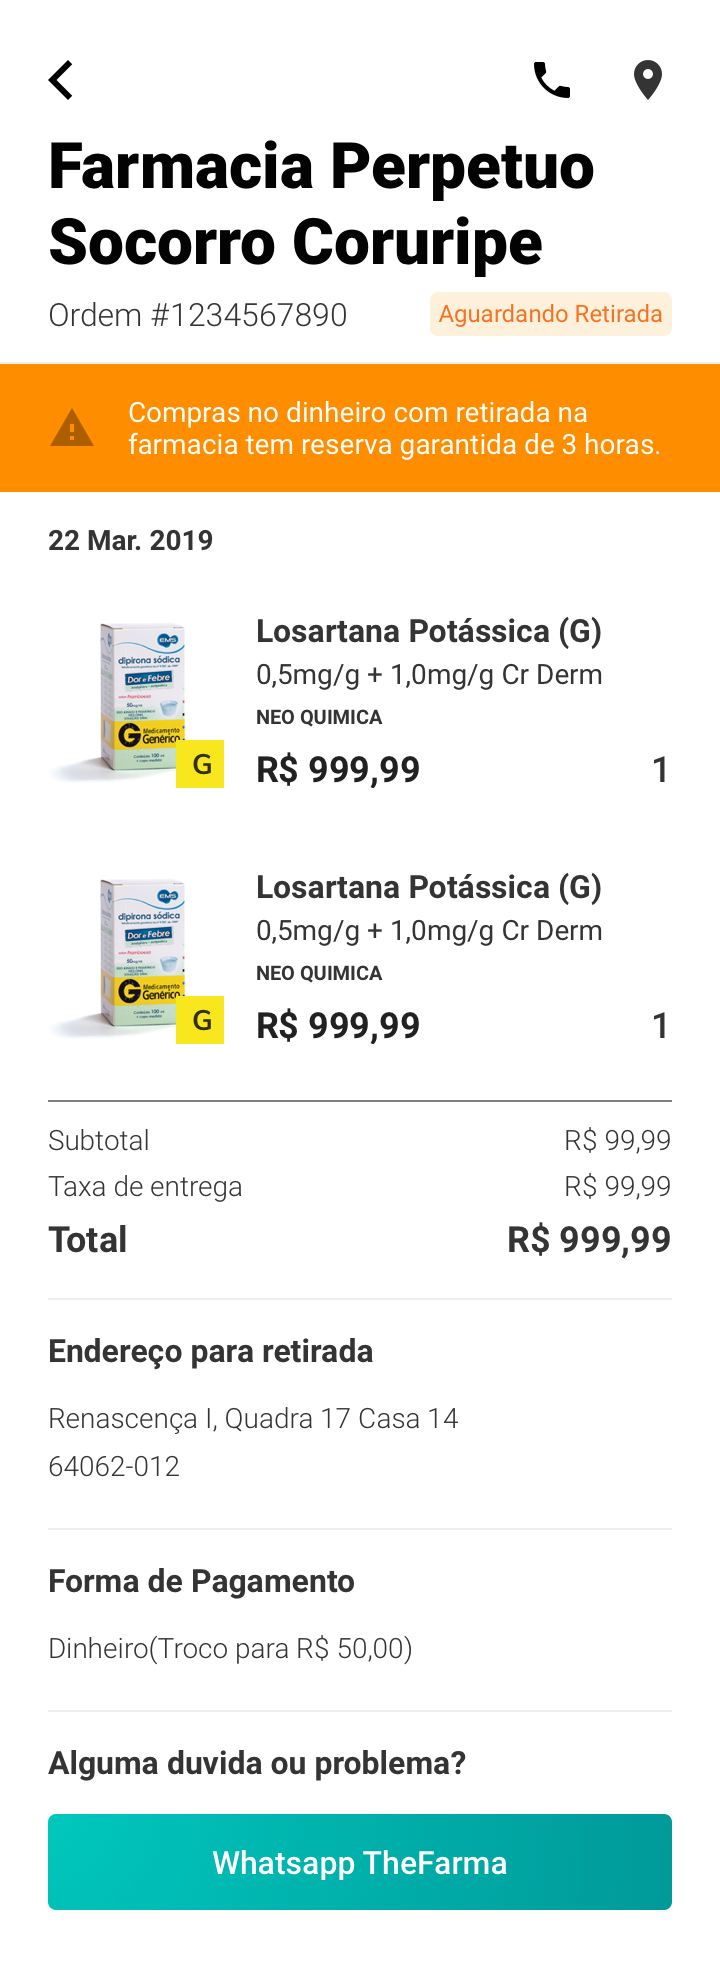 Farmacia Perpetuo
Socorro Coruripe
Ordem #1234567890
Aguardando Retirada
Compras no dinheiro com retirada na
farmacia tem reserva garantida de 3 horas.
22 Mar. 2019
EMS
dipirona sódica
Dor e Febre
Medicamento
G Genérico
G
Losartana Potássica (G)
0,5mg/g + 1,0mg/g Cr Derm
NEO QUIMICA
R$ 999,99
1
EMS
dipirona sódica
Dor e Febre
Medicamento
G Genérico
G
Losartana Potássica (G)
0,5mg/g + 1,0mg/g Cr Derm
NEO QUIMICA
R$ 999,99
1
Subtotal R$ 99,99
Taxa de entrega R$ 99,99
Total R$ 999,99
Endereço para retirada
Renascença I, Quadra 17 Casa 14
64062-012
Forma de Pagamento
Dinheiro(Troco para R$ 50,00)
Alguma duvida ou problema?
Whatsapp TheFarma